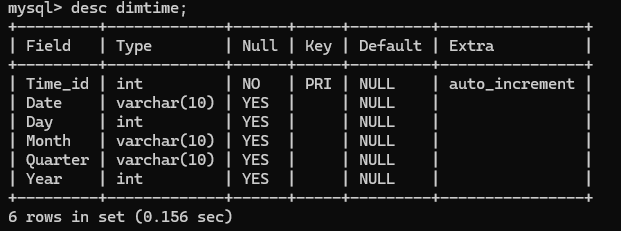 mysql> desc dimtime;
+---------+-------------+------+-----+---------+----------------+
| Field   | Type        | Null | Key | Default | Extra          |
+---------+-------------+------+-----+---------+----------------+
| Time_id | int         | NO   | PRI | NULL    | auto_increment |
| Date    | varchar(10) | YES  |     | NULL    |                |
| Day     | int         | YES  |     | NULL    |                |
| Month   | varchar(10) | YES  |     | NULL    |                |
| Quarter | varchar(10) | YES  |     | NULL    |                |
| Year    | int         | YES  |     | NULL    |                |
+---------+-------------+------+-----+---------+----------------+
6 rows in set (0.156 sec)